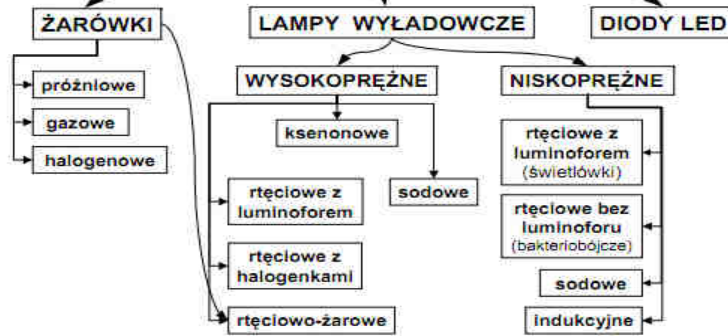 ŻARÓWKI
LAMPY WYŁADOWCZE
DIODY LED
WYSOKOPRĘŻNE
NISKOPRĘŻNE
próżniowe
gazowe
halogenowe
ksenonowe
rtęciowe z
luminoforem
sodowe
rtęciowe z
halogenkami
rtęciowo-żarowe
rtęciowe z
luminoforem
(świetlówki)
rtęciowe bez
luminoforu
(bakteriobójcze)
sodowe
indukcyjne